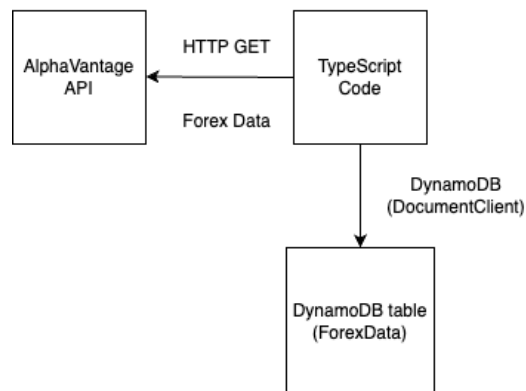 AlphaVantage
API
HTTP GET
Forex Data
TypeScript
Code
DynamoDB
(DocumentClient)
DynamoDB table
(ForexData)